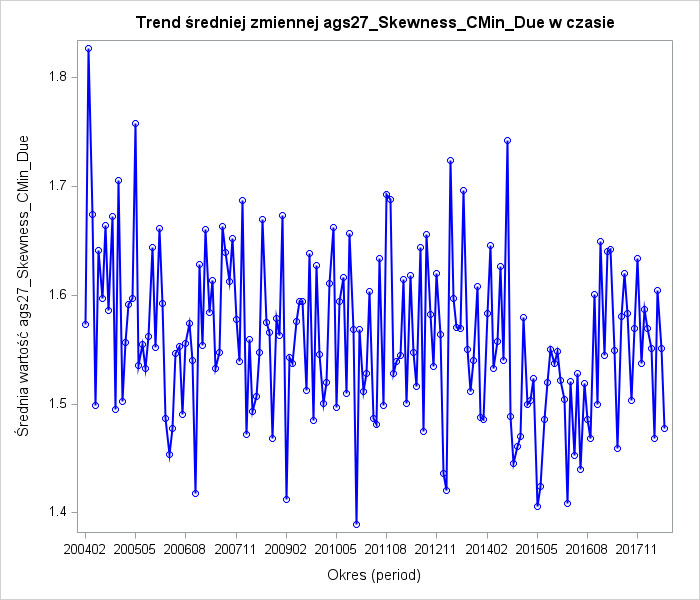 Trend średniej zmiennej ags27_Skewness_CMin_Due w czasie
Średnia wartość ags27_Skewness_CMin_Due
1.8
1.7
1.6
1.5
1.4
200402 200505 200608 200711 200902 201005 201108 201211 201402 201505 201608 201711
Okres (period)